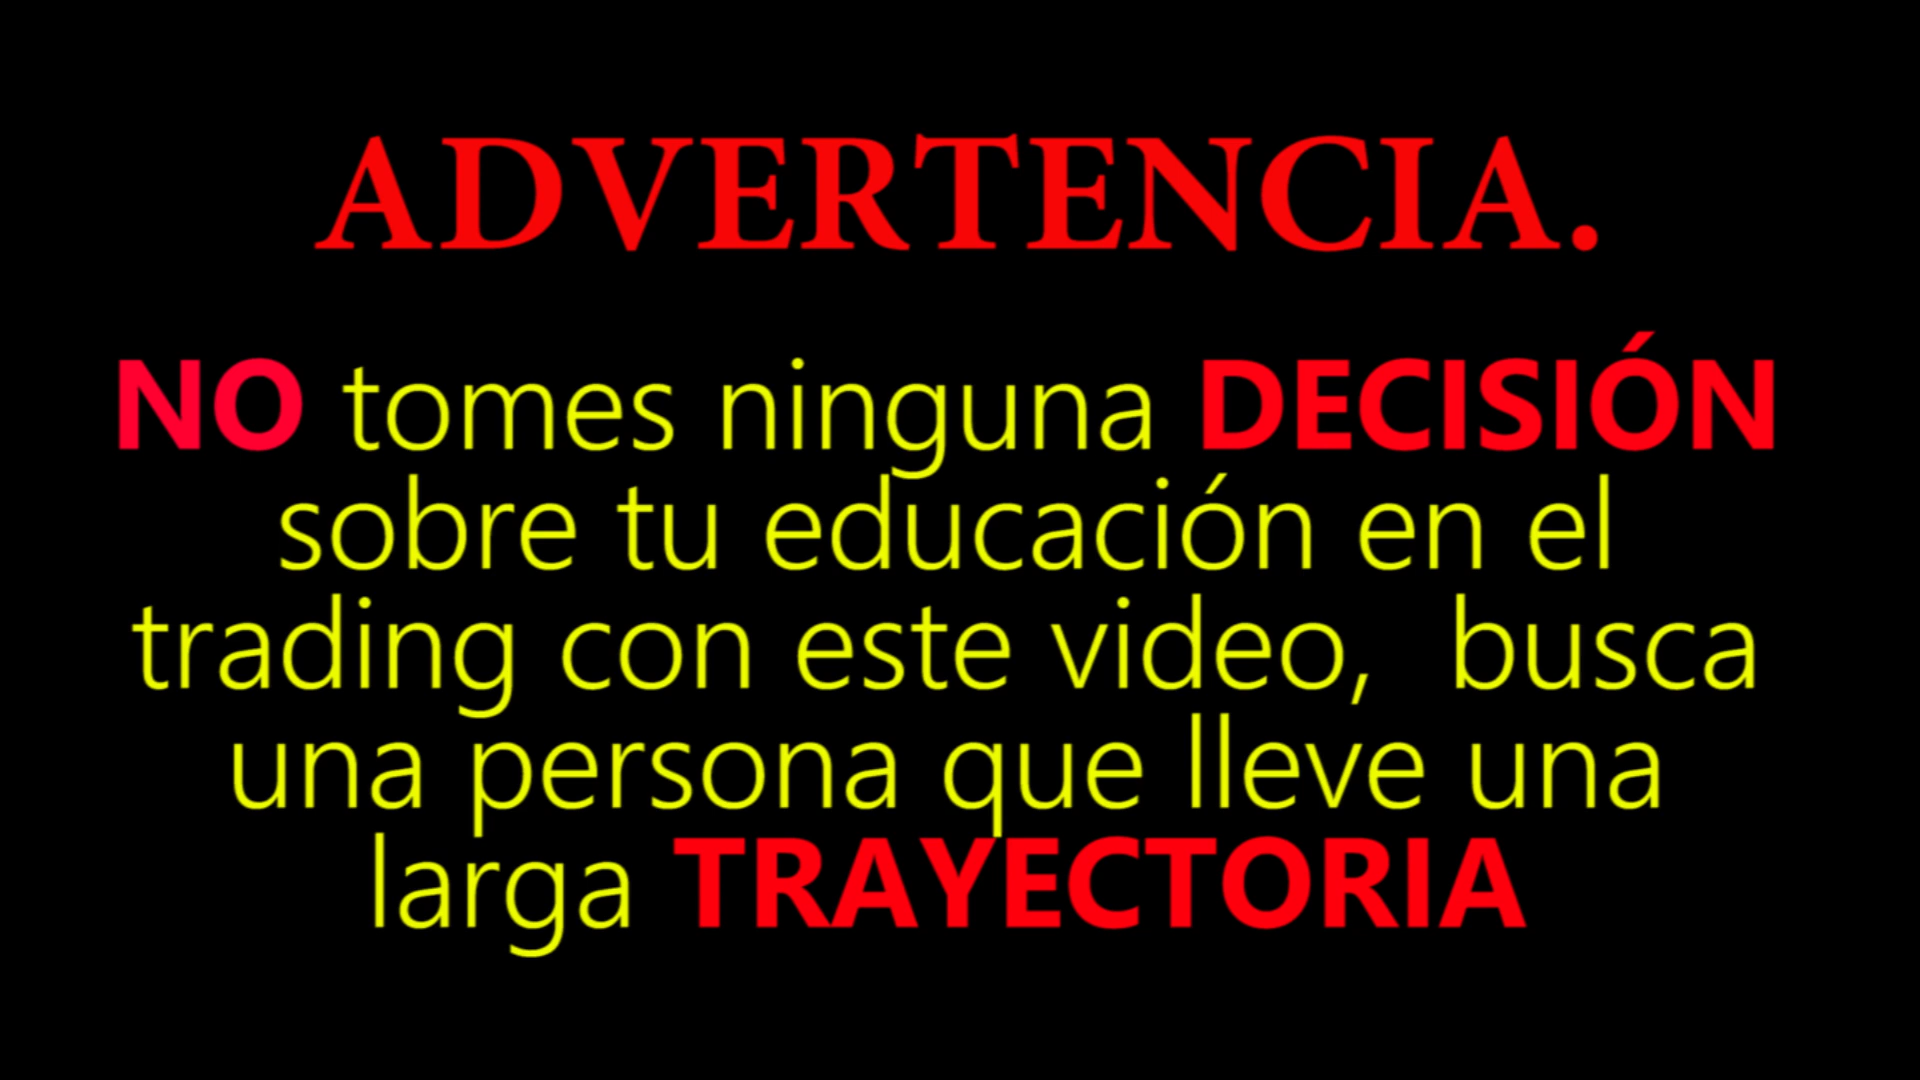 ADVERTENCIA.
NO tomes ninguna DECISIÓN
sobre tu educación en el
trading con este video,  busca
una persona que lleve una
larga TRAYECTORIA